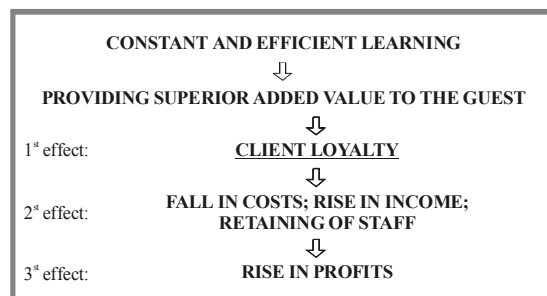 CONSTANT AND EFFICIENT LEARNING
PROVIDING SUPERIOR ADDED VALUE TO THE GUEST
1st effect: CLIENT LOYALTY
2st effect: FALL IN COSTS; RISE IN INCOME;
RETAINING OF STAFF
3st effect: RISE IN PROFITS